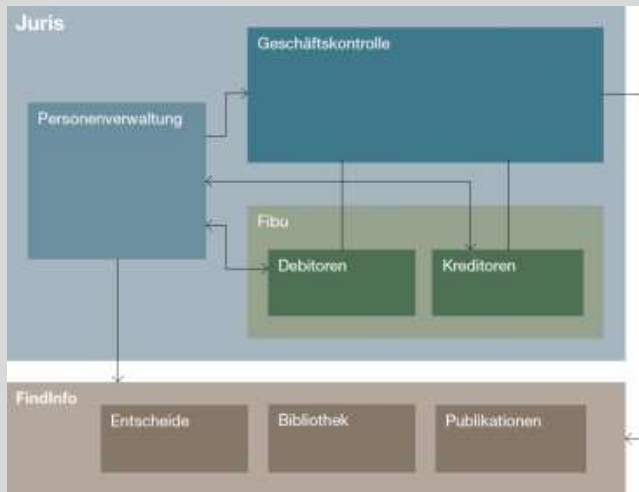 Juris
Geschäftskontrolle
Personenverwaltung
Fibu
Debitoren
Kreditoren
FindInfo
Entscheide
Bibliothek
Publikationen